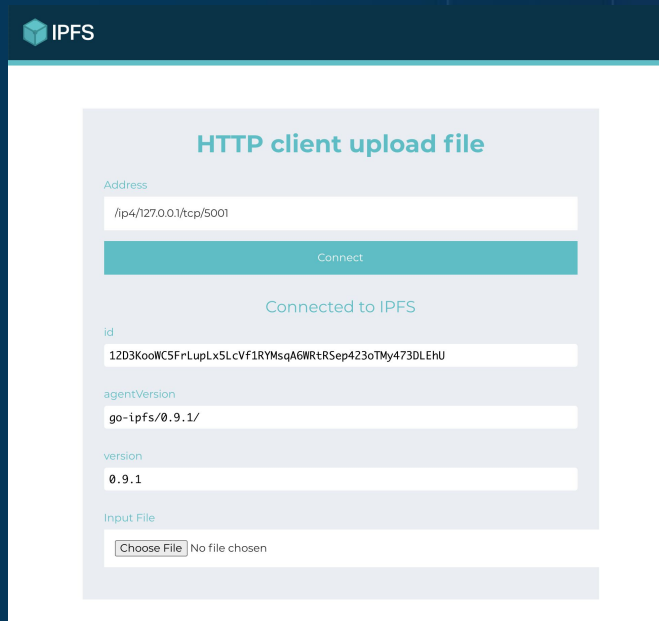 IPFS
HTTP client upload file
Address
/ip4/127.0.0.1/tcp/5001
Connect
Connected to IPFS
id
12D3KooWC5FrLupLx5LcVf1RYMsqA6WRtRSep423oTMy473DLEhU
agentVersion
go-ipfs/0.9.1/
version
0.9.1
Input File
Choose File No file chosen